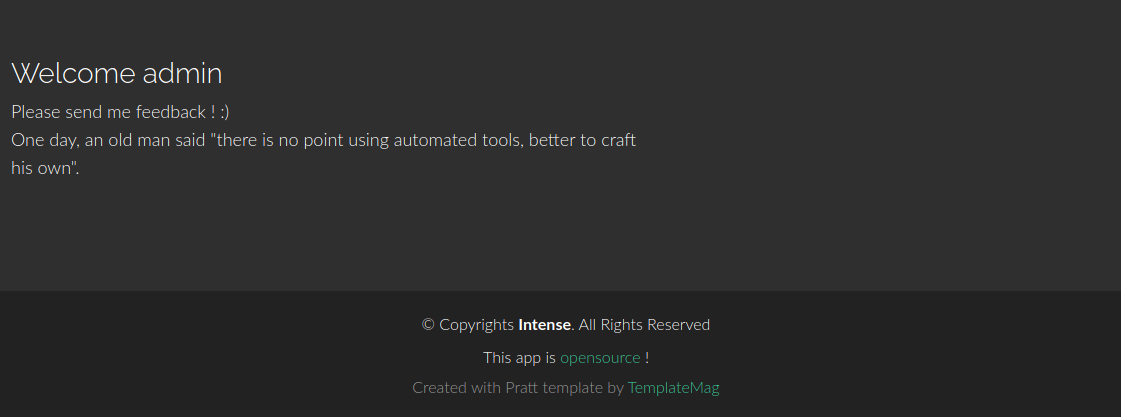 Welcome admin
Please send me feedback ! :)
One day, an old man said "there is no point using automated tools, better to craft
his own".
© Copyrights Intense. All Rights Reserved
This app is opensource !
Created with Pratt template by TemplateMag